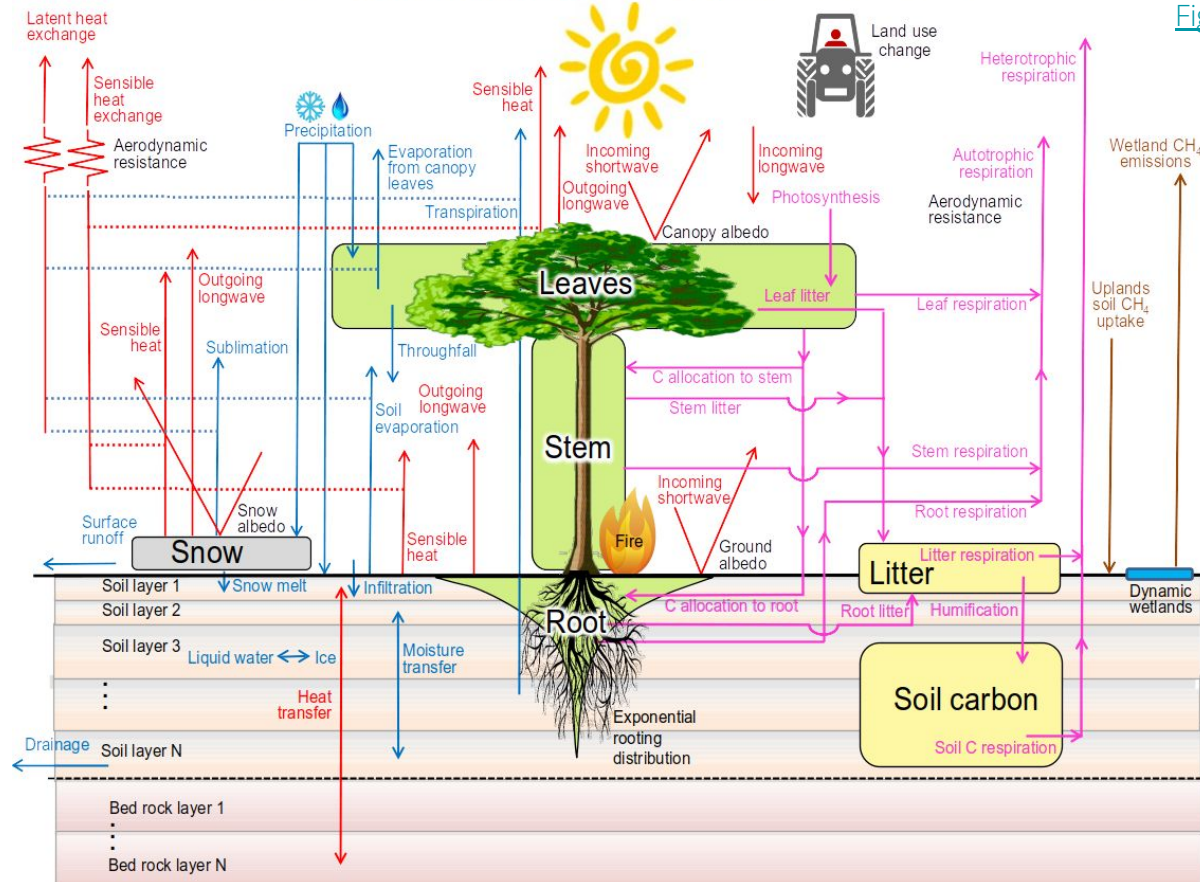 Fig
Latent heat
exchange
Sensible
heat
exchange
Aerodynamic
resistance
Precipitation
Evaporation
from canopy
leaves
Transpiration
Sensible
heat
Incoming
shortwave
Outgoing
longwave
Land use
change
Incoming
longwave
Photosynthesis
Heterotrophic
respiration
Autotrophic
respiration
Aerodynamic
resistance
Wetland CH₄
emissions
Canopy albedo
Leaves
Leaf litter
Leaf respiration
Uplands
soil CH₄
uptake
Outgoing
longwave
Sensible
heat
Sublimation
Throughfall
Outgoing
longwave
Soil
evaporation
C allocation to stem
Stem litter
Stem
Stem respiration
Incoming
shortwave
Root respiration
Surface
runoff
Snow
albedo
Snow
Sensible
heat
Fire
Ground
albedo
Litter respiration
Litter
Dynamic
wetlands
Soil layer 1
Snow melt
Infiltration
C allocation to root
Soil layer 2
Root
Root litter
Humification
Soil layer 3
Liquid water
Ice
Moisture
transfer
Heat
transfer
Soil carbon
Exponential
rooting
distribution
Soil C respiration
Drainage
Soil layer N
Bed rock layer 1
Bed rock layer N